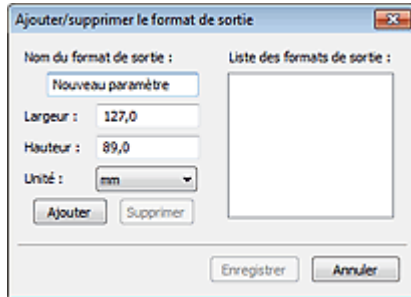 Ajouter/supprimer le format de sortie
Nom du format de sortie :
Nouveau paramètre
Largeur : 127,0
Hauteur : 89,0
Unité : mm
Ajouter Supprimer
Liste des formats de sortie :
Enregistrer Annuler